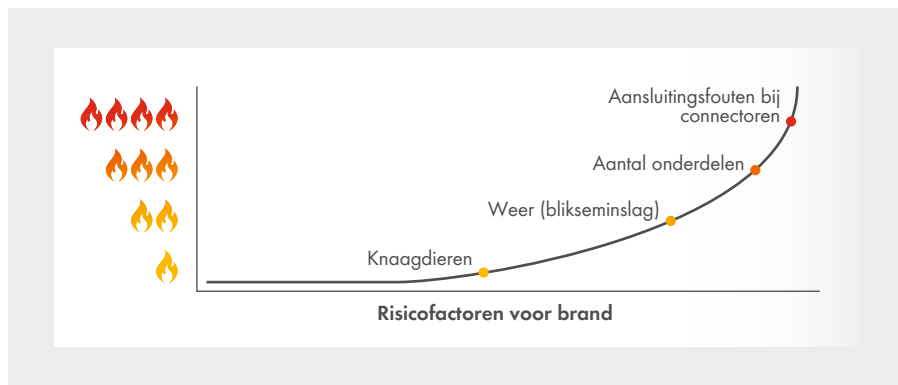 Aansluitingsfouten bij
connectoren
Aantal onderdelen
Weer (blikseminslag)
Knaagdieren
Risicofactoren voor brand